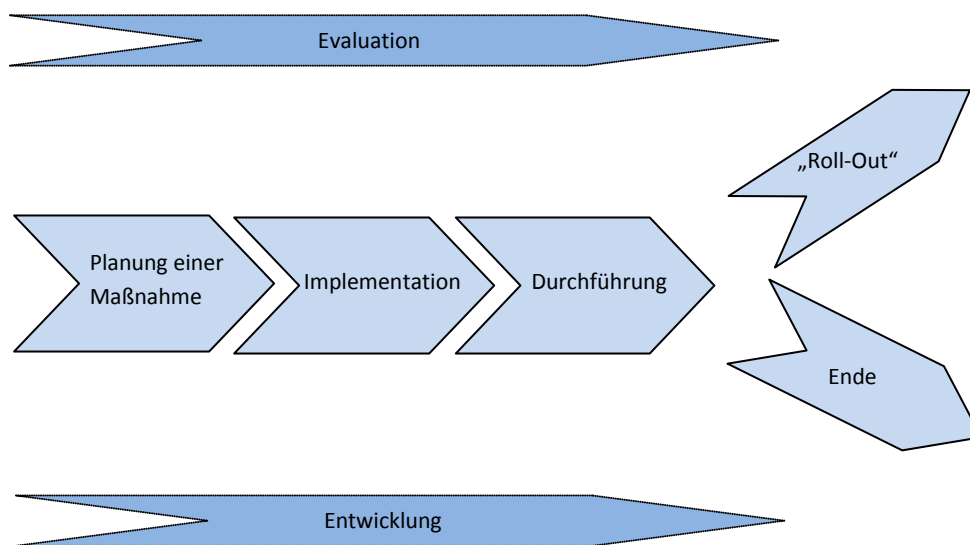 Evaluation
„Roll-Out“
Planung einer
Maßnahme
Implementation
Durchführung
Ende
Entwicklung